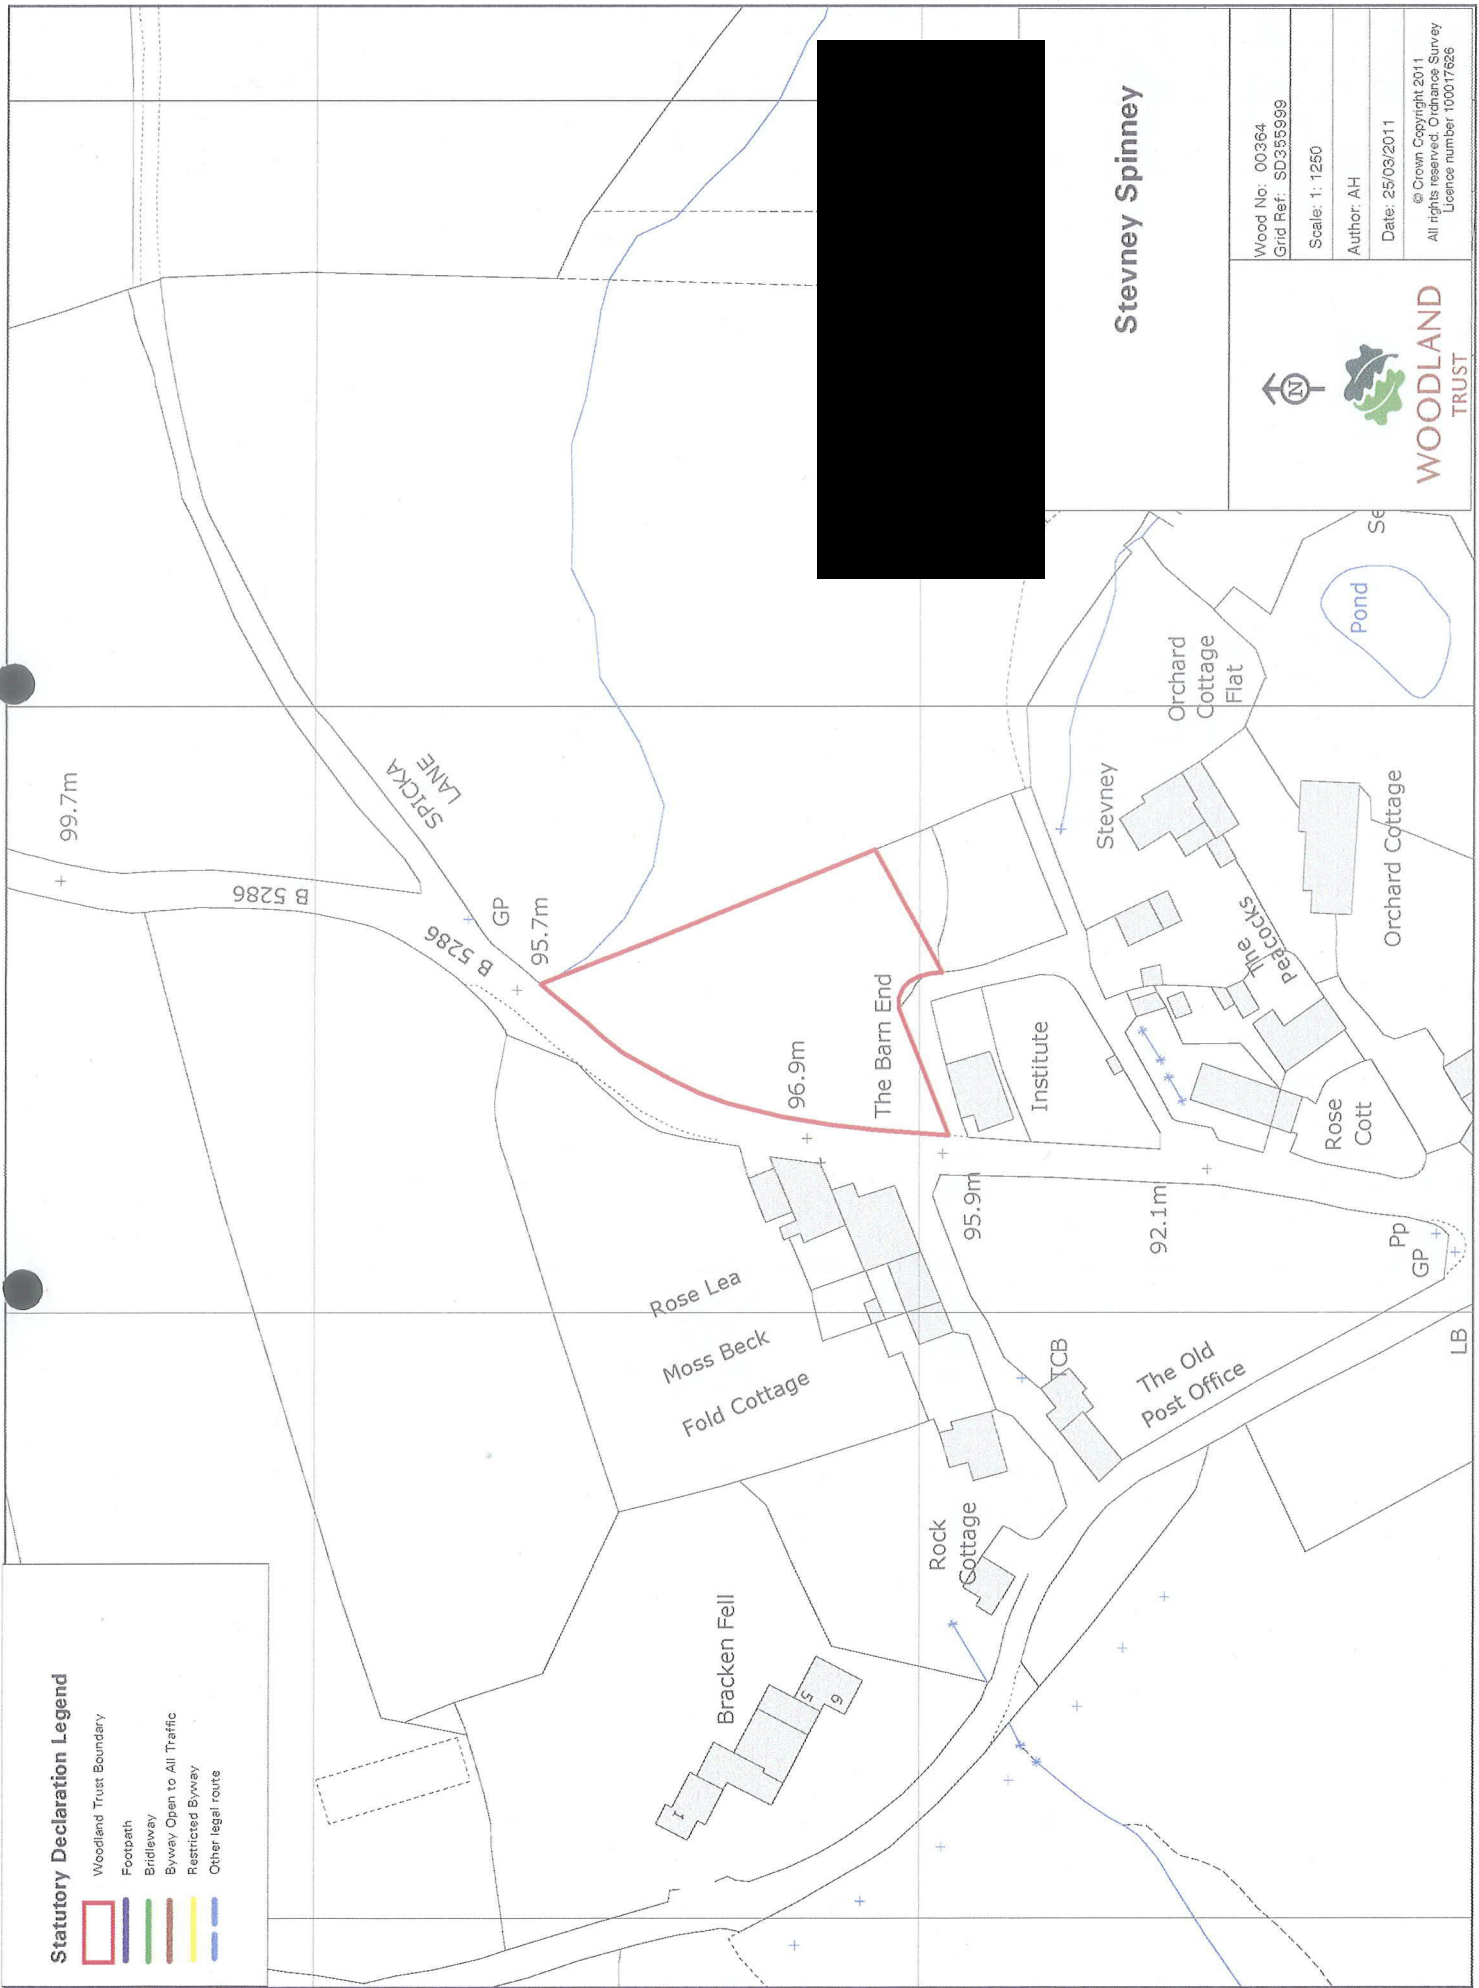 Statutory Declaration Legend
Woodland Trust Boundary
Footpath
Bridleway
Byway Open to All Traffic
Restricted Byway
Other legal route
99.7m
B 5286
SPICKA
LANE
B 5286
GP
95.7m
96.9m
The Barn End
Rose Lea
Moss Beck
Fold Cottage
Bracken Fell
1
5
6
Rock
Cottage
95.9m
Institute
TCB
92.1m
The Old
Post Office
Stevney
Orchard
Cottage
Flat
The
Peacocks
Orchard Cottage
Rose
Cott
Pond
Se
Pp
GP
LB
Stevney Spinney
N
WOODLAND
TRUST
Wood No: 00364
Grid Ref: SD355999
Scale: 1: 1250
Author: AH
Date: 25/03/2011
© Crown Copyright 2011
All rights reserved. Ordnance Survey
Licence number 100017626